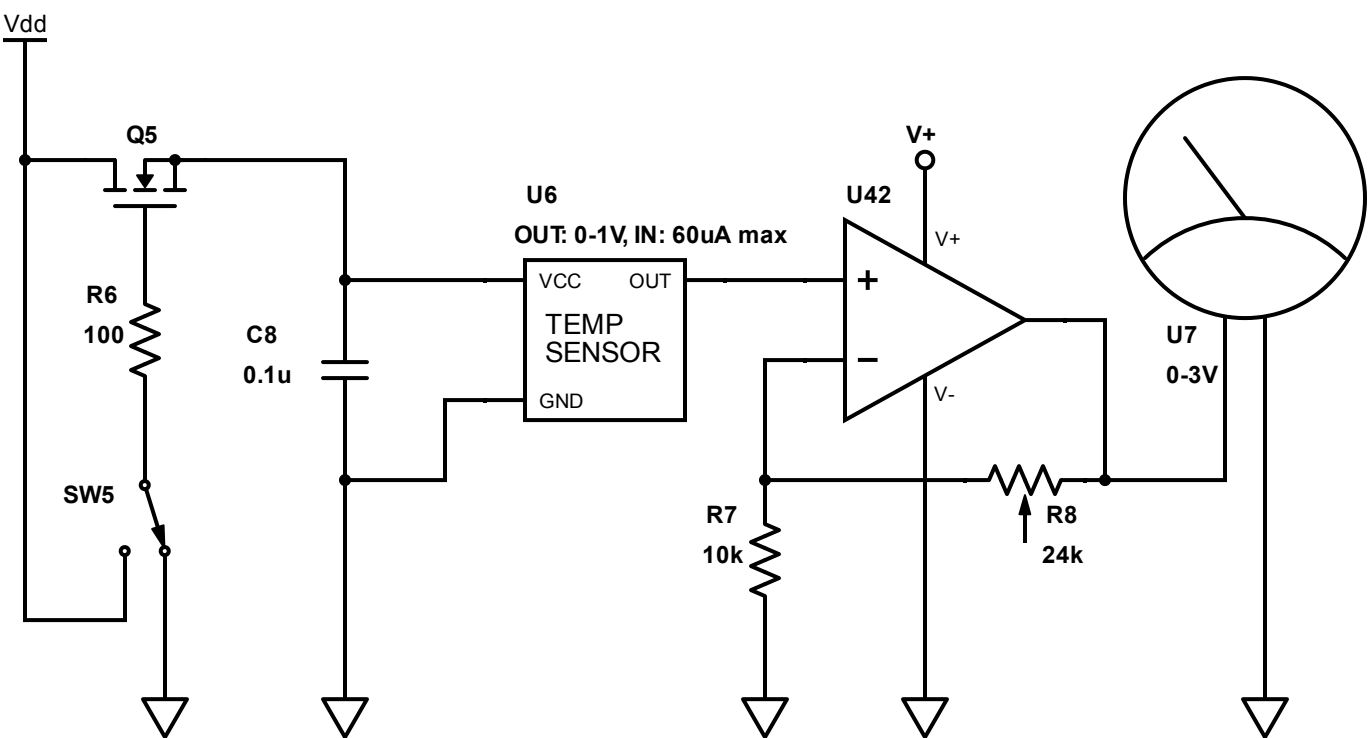 Vdd
Q5
V+
U6
U42
OUT: 0-1V, IN: 60uA max
V+
VCC
OUT
R6
100
TEMP
SENSOR
C8
0.1u
U7
0-3V
GND
V-
SW5
R7
10k
R8
24k